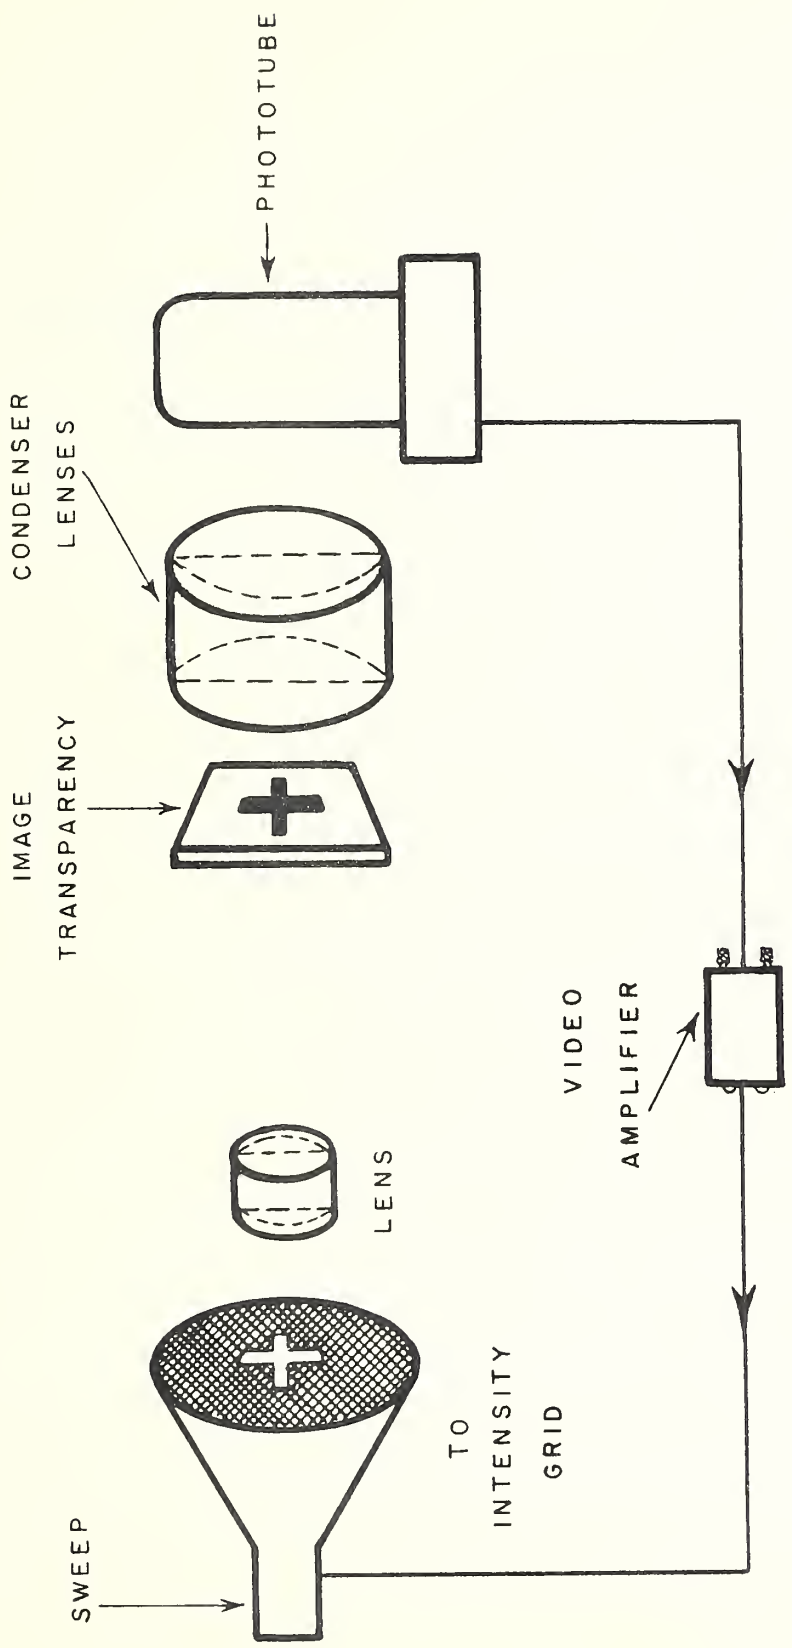 SWEEP
TO
INTENSITY
GRID
LENS
IMAGE
TRANSPARENCY
CONDENSER
LENSES
PHOTOTUBE
VIDEO
AMPLIFIER